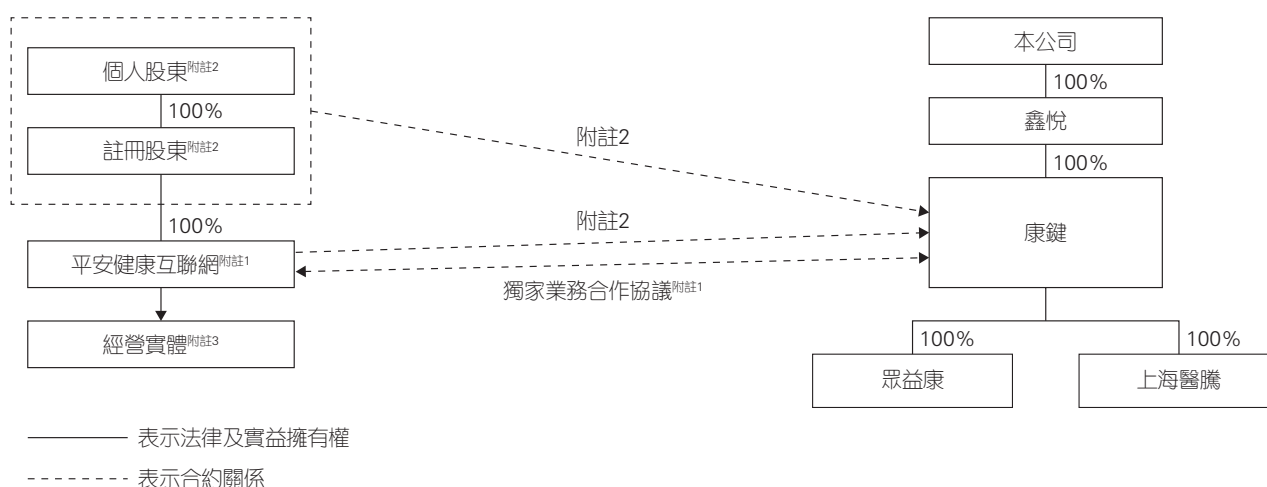 個人股東附註2
100%
註冊股東附註2
100%
平安健康互聯網附註1
經營實體附註3
附註2
附註2
獨家業務合作協議附註1
本公司
100%
鑫悅
100%
康鍵
100%
100%
眾益康
上海醫騰
表示法律及實益擁有權
表示合約關係